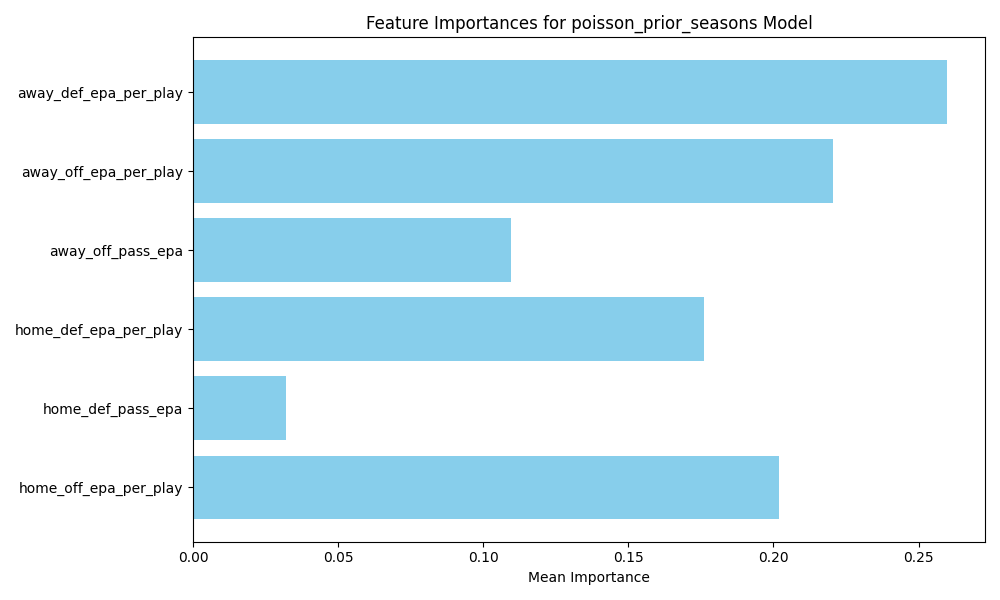 Feature Importances for poisson_prior_seasons Model
away_def_epa_per_play
away_off_epa_per_play
away_off_pass_epa
home_def_epa_per_play
home_def_pass_epa
home_off_epa_per_play
0.00 0.05 0.10 0.15 0.20 0.25
Mean Importance